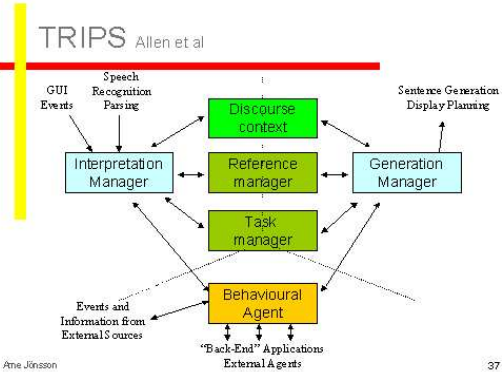 TRIPS Allen et al
GUI
Events
Speech
Recognition
Parsing
Sentence Generation
Display Planning
Discourse
context
Interpretation
Manager
Reference
manager
Generation
Manager
Task
manager
Behavioural
Agent
Events and
Information from
External Sources
"Back-End" Applications
External Agents
Arne Jönsson
37